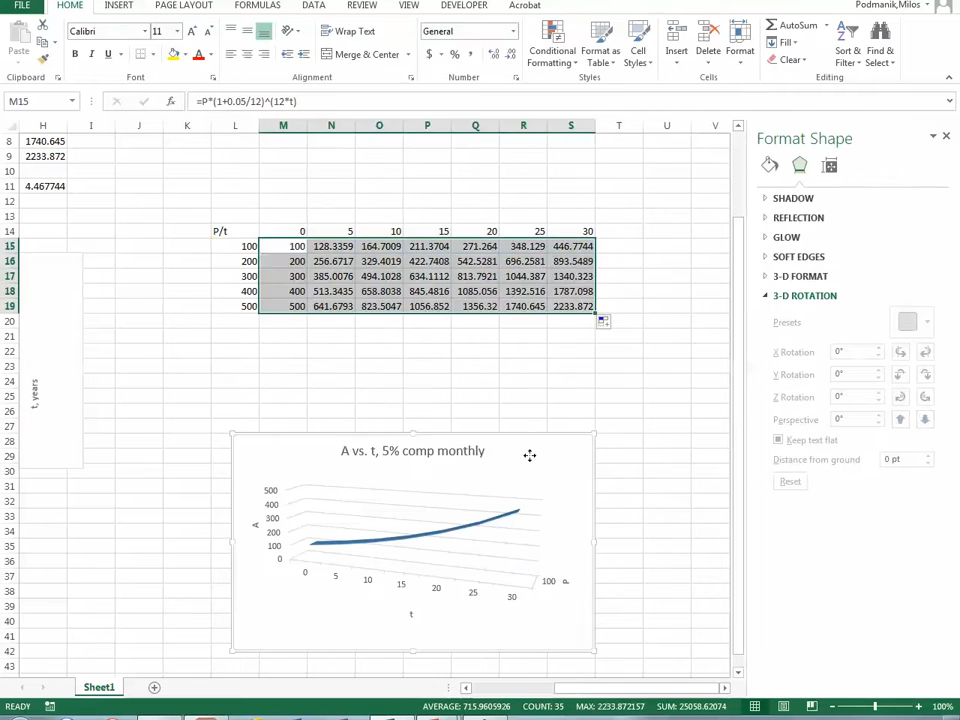 FILE HOME INSERT PAGE LAYOUT FORMULAS DATA REVIEW VIEW DEVELOPER Acrobat Podmanik,Milos
Paste Calibri 11 Wrap Text General Conditional Formatting Format as Table Cell Styles Insert Delete Format AutoSum Sort & Filter Find & Select
B I U Merge & Center $ % Fill
Clear
Clipboard Font Alignment Number Styles Cells Editing
M15 fx =P*(1+0.05/12)^(12*t)
H I J K L M N O P Q R S T U V
8 1740.645
9 2233.872
10
11 4.467744
12
13
14 P/t 0 5 10 15 20 25 30
15 100 100 128.3359 164.7009 211.3704 271.264 348.129 446.7744
16 200 200 256.6717 329.4019 422.7408 542.5281 696.2581 893.5489
17 300 300 385.0076 494.1028 634.1112 813.7921 1044.387 1340.323
18 400 400 513.3435 658.8038 845.4816 1085.056 1392.516 1787.098
19 500 500 641.6793 823.5047 1056.852 1356.32 1740.645 2233.872
20
21
22
23
24
25
26
27
28
29
30
31
32
33
34
35
36
37
38
39
40
41
42
43
t, years
A vs. t, 5% comp monthly
500
400
300
200
100
0
A
0 5 10 15 20 25 30
100 P
t
Format Shape
SHADOW
REFLECTION
GLOW
SOFT EDGES
3-D FORMAT
3-D ROTATION
Presets
X Rotation 0°
Y Rotation 0°
Z Rotation 0°
Perspective 0°
Keep text flat
Distance from ground 0 pt
Reset
Sheet1
READY AVERAGE: 715.9605926 COUNT: 35 MAX: 2233.872157 SUM: 25058.62074 100%